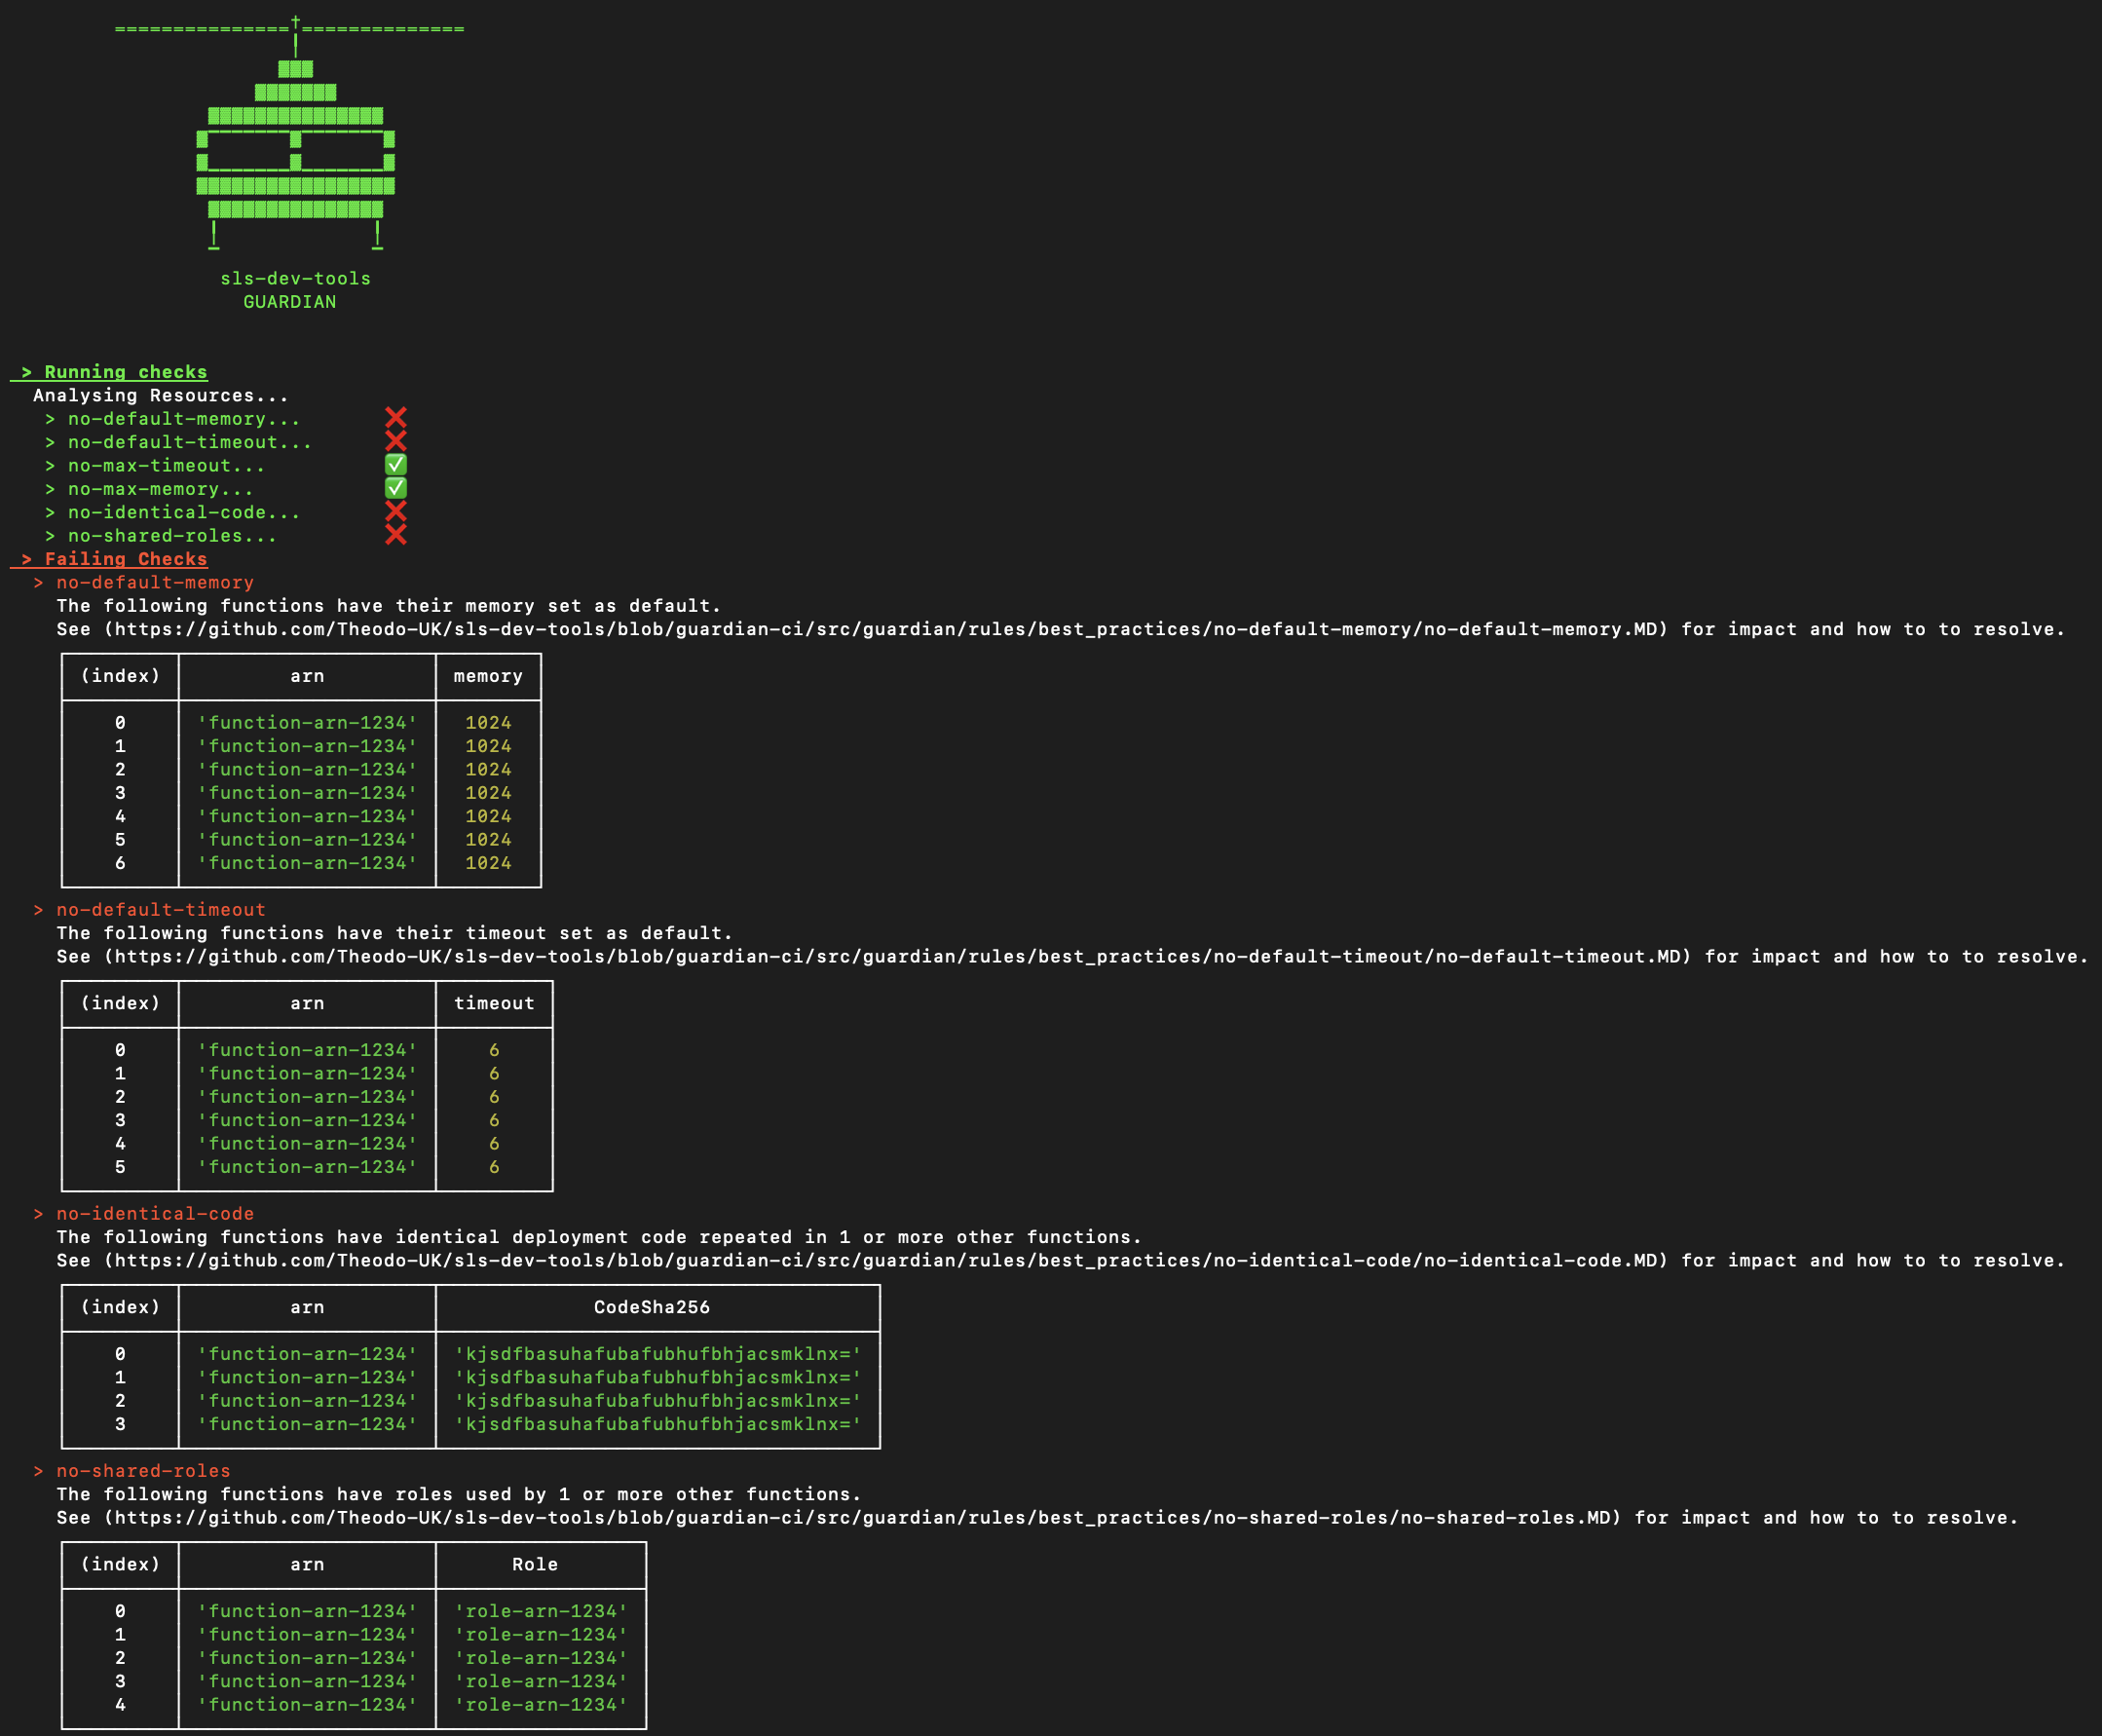 sls-dev-tools
GUARDIAN
> Running checks
Analysing Resources...
> no-default-memory... ❌
> no-default-timeout... ❌
> no-max-timeout... ✅
> no-max-memory... ✅
> no-identical-code... ❌
> no-shared-roles... ❌
> Failing Checks
> no-default-memory
The following functions have their memory set as default.
See (https://github.com/Theodo-UK/sls-dev-tools/blob/guardian-ci/src/guardian/rules/best_practices/no-default-memory/no-default-memory.MD) for impact and how to to resolve.
(index) arn memory
0 'function-arn-1234' 1024
1 'function-arn-1234' 1024
2 'function-arn-1234' 1024
3 'function-arn-1234' 1024
4 'function-arn-1234' 1024
5 'function-arn-1234' 1024
6 'function-arn-1234' 1024
> no-default-timeout
The following functions have their timeout set as default.
See (https://github.com/Theodo-UK/sls-dev-tools/blob/guardian-ci/src/guardian/rules/best_practices/no-default-timeout/no-default-timeout.MD) for impact and how to to resolve.
(index) arn timeout
0 'function-arn-1234' 6
1 'function-arn-1234' 6
2 'function-arn-1234' 6
3 'function-arn-1234' 6
4 'function-arn-1234' 6
5 'function-arn-1234' 6
> no-identical-code
The following functions have identical deployment code repeated in 1 or more other functions.
See (https://github.com/Theodo-UK/sls-dev-tools/blob/guardian-ci/src/guardian/rules/best_practices/no-identical-code/no-identical-code.MD) for impact and how to to resolve.
(index) arn CodeSha256
0 'function-arn-1234' 'kjsdfbasuhafubafubhufbhjacsmklnx='
1 'function-arn-1234' 'kjsdfbasuhafubafubhufbhjacsmklnx='
2 'function-arn-1234' 'kjsdfbasuhafubafubhufbhjacsmklnx='
3 'function-arn-1234' 'kjsdfbasuhafubafubhufbhjacsmklnx='
> no-shared-roles
The following functions have roles used by 1 or more other functions.
See (https://github.com/Theodo-UK/sls-dev-tools/blob/guardian-ci/src/guardian/rules/best_practices/no-shared-roles/no-shared-roles.MD) for impact and how to to resolve.
(index) arn Role
0 'function-arn-1234' 'role-arn-1234'
1 'function-arn-1234' 'role-arn-1234'
2 'function-arn-1234' 'role-arn-1234'
3 'function-arn-1234' 'role-arn-1234'
4 'function-arn-1234' 'role-arn-1234'